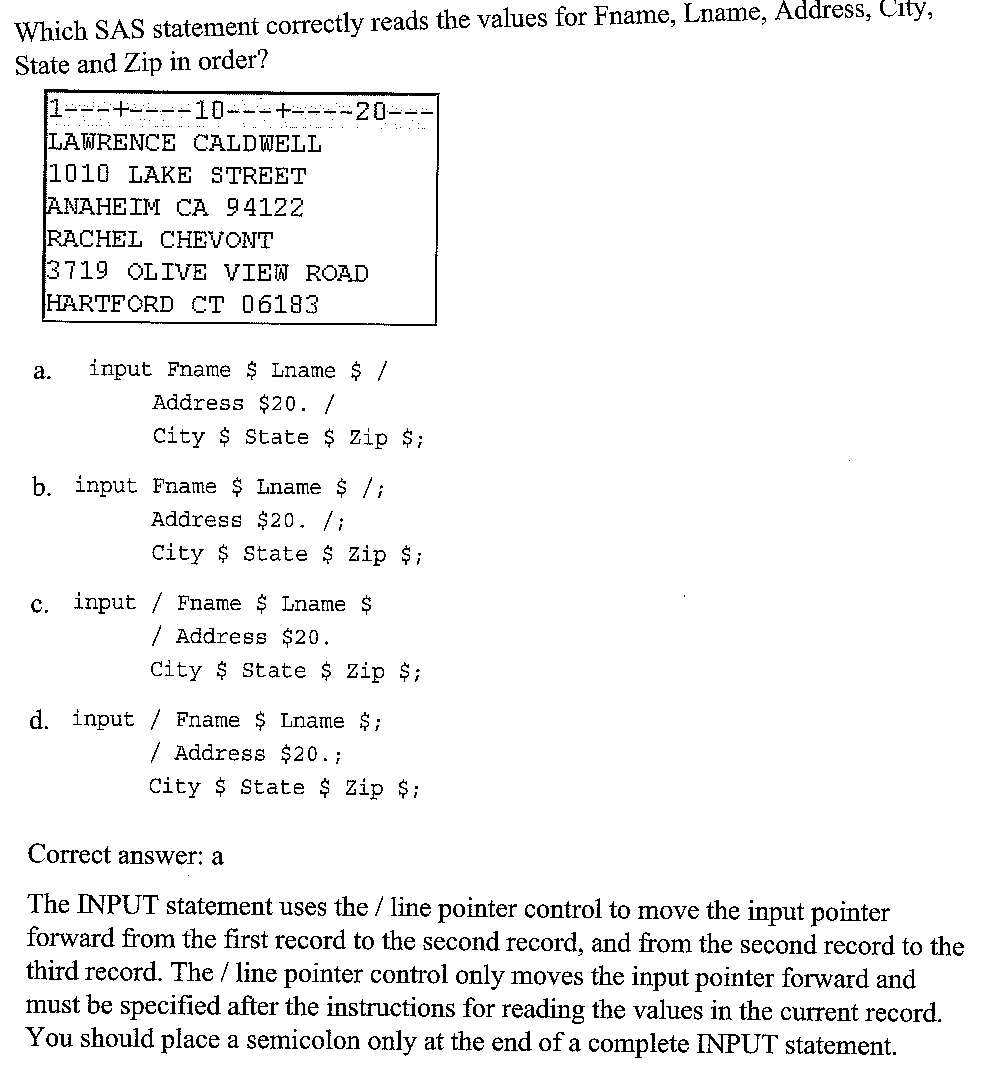 Which SAS statement correctly reads the values for Fname, Lname, Address, City,
State and Zip in order?
1---+----10---+----20---
LAWRENCE CALDWELL
1010 LAKE STREET
ANAHEIM CA 94122
RACHEL CHEVONT
3719 OLIVE VIEW ROAD
HARTFORD CT 06183
a. input Fname $ Lname $ /
Address $20. /
City $ State $ Zip $;
b. input Fname $ Lname $ /;
Address $20. /;
City $ State $ Zip $;
c. input / Fname $ Lname $
/ Address $20.
City $ State $ Zip $;
d. input / Fname $ Lname $;
/ Address $20.;
City $ State $ Zip $;
Correct answer: a
The INPUT statement uses the / line pointer control to move the input pointer
forward from the first record to the second record, and from the second record to the
third record. The / line pointer control only moves the input pointer forward and
must be specified after the instructions for reading the values in the current record.
You should place a semicolon only at the end of a complete INPUT statement.